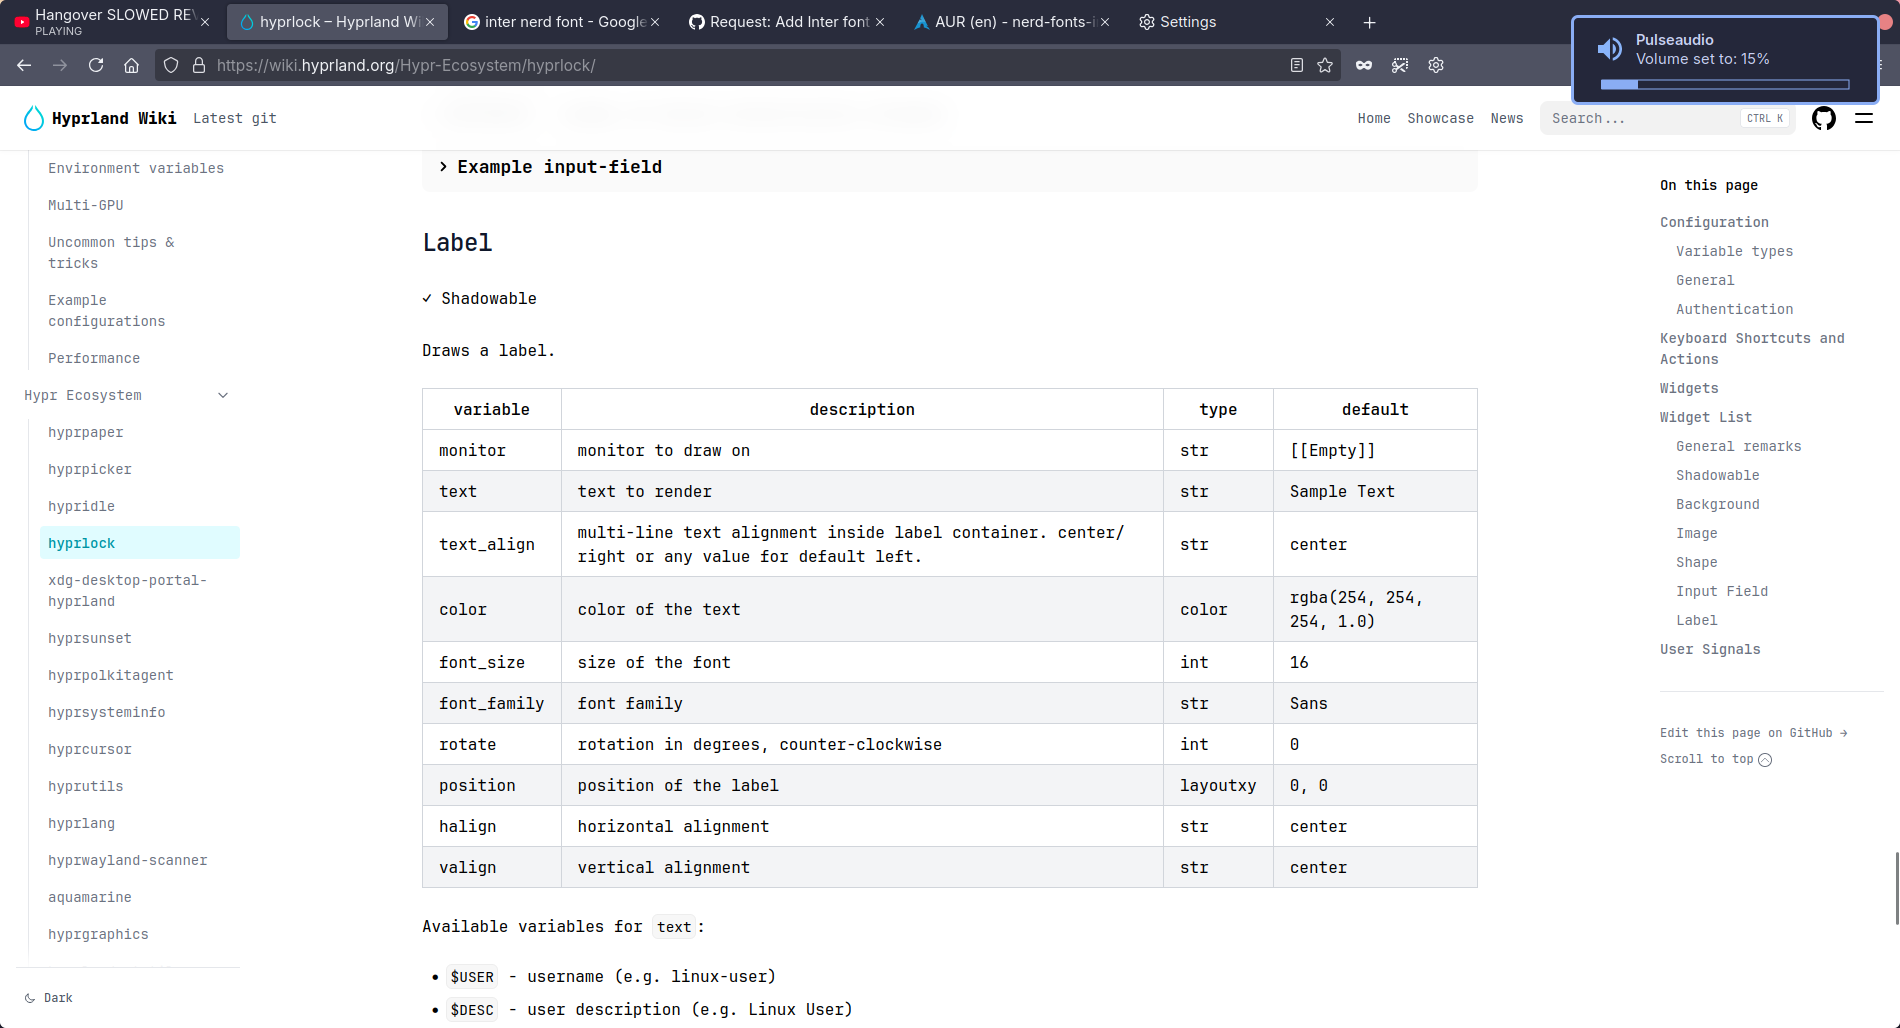 Hangover SLOWED RE
PLAYING
hyprlock – Hyprland W
inter nerd font - Google
Request: Add Inter font
AUR (en) - nerd-fonts-i
Settings
https://wiki.hyprland.org/Hypr-Ecosystem/hyprlock/
Pulseaudio
Volume set to: 15%
Hyprland Wiki
Latest git
Home
Showcase
News
Search...
CTRL K
Environment variables
Multi-GPU
Uncommon tips &
tricks
Example
configurations
Performance
Hypr Ecosystem
hyprpaper
hyprpicker
hypridle
hyprlock
xdg-desktop-portal-
hyprland
hyprsunset
hyprpolkitagent
hyprsysteminfo
hyprcursor
hyprutils
hyprlang
hyprwayland-scanner
aquamarine
hyprgraphics
Dark
Example input-field
Label
✓ Shadowable
Draws a label.
variable description type default
monitor monitor to draw on str [[Empty]]
text text to render str Sample Text
text_align multi-line text alignment inside label container. center/
right or any value for default left. str center
color color of the text color rgba(254, 254,
254, 1.0)
font_size size of the font int 16
font_family font family str Sans
rotate rotation in degrees, counter-clockwise int 0
position position of the label layoutxy 0, 0
halign horizontal alignment str center
valign vertical alignment str center
Available variables for text:
• $USER - username (e.g. linux-user)
• $DESC - user description (e.g. Linux User)
On this page
Configuration
Variable types
General
Authentication
Keyboard Shortcuts and
Actions
Widgets
Widget List
General remarks
Shadowable
Background
Image
Shape
Input Field
Label
User Signals
Edit this page on GitHub →
Scroll to top